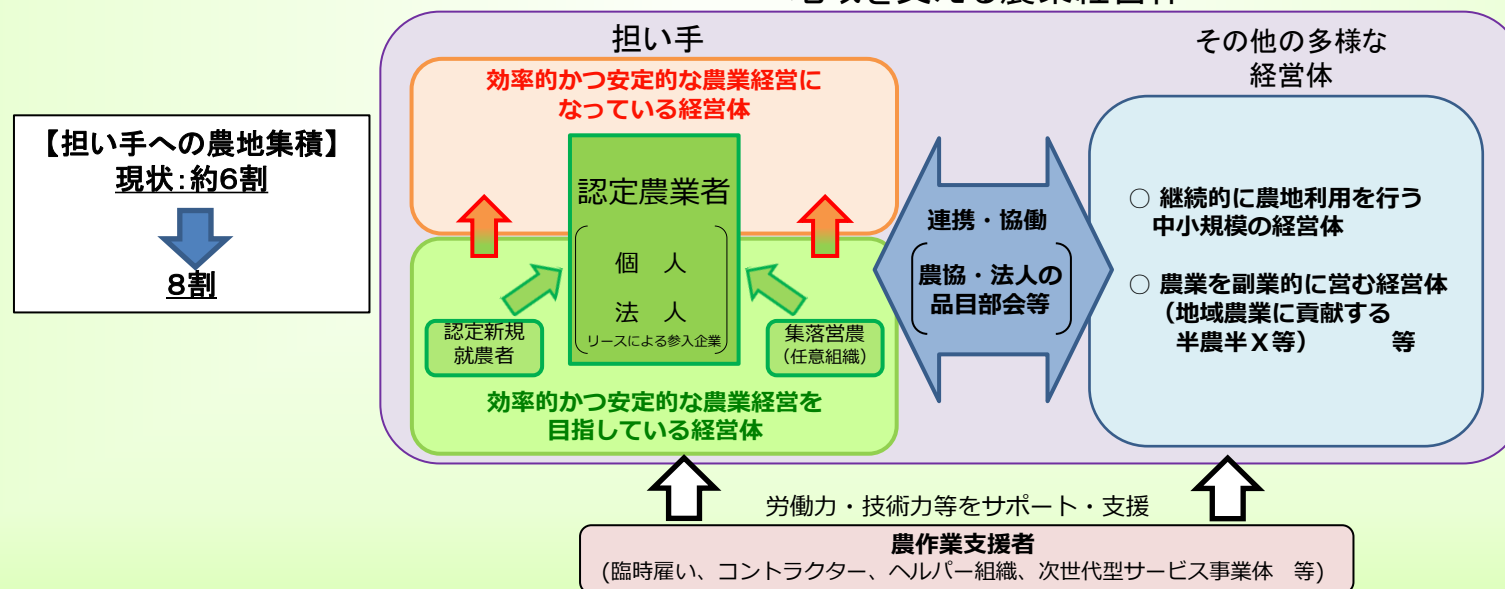 担い手
その他の多様な
経営体
効率的かつ安定的な農業経営に
なっている経営体
【担い手への農地集積】
現状：約6割
8割
認定農業者
個　人
法　人
リースによる参入企業
認定新規
就農者
集落営農
(任意組織)
効率的かつ安定的な農業経営を
目指している経営体
連携・協働
農協・法人の
品目部会等
○ 継続的に農地利用を行う
中小規模の経営体
○ 農業を副業的に営む経営体
（地域農業に貢献する
半農半Ｘ等）　　　等
労働力・技術力等をサポート・支援
農作業支援者
(臨時雇い、コントラクター、ヘルパー組織、次世代型サービス事業体　等)